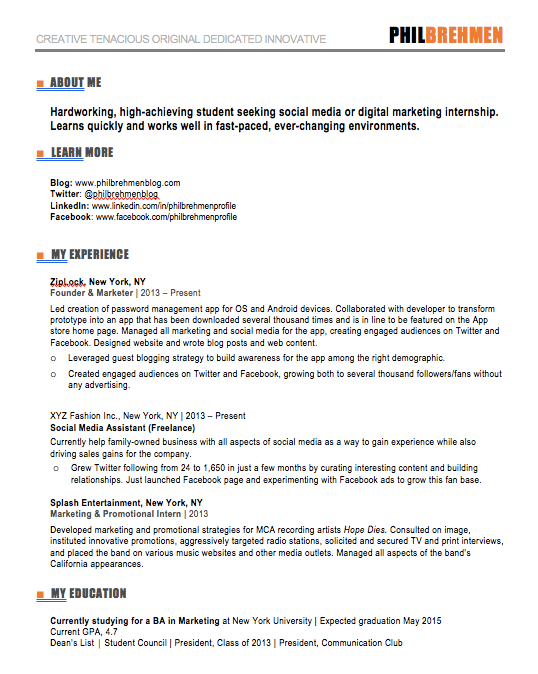 CREATIVE TENACIOUS ORIGINAL DEDICATED INNOVATIVE PHILBREHMEN
ABOUT ME
Hardworking, high-achieving student seeking social media or digital marketing internship.
Learns quickly and works well in fast-paced, ever-changing environments.
LEARN MORE
Blog: www.philbrehmenblog.com
Twitter: @philbrehmenblog
LinkedIn: www.linkedin.com/in/philbrehmenprofile
Facebook: www.facebook.com/philbrehmenprofile
MY EXPERIENCE
ZipLock, New York, NY
Founder & Marketer | 2013 – Present
Led creation of password management app for OS and Android devices. Collaborated with developer to transform
prototype into an app that has been downloaded several thousand times and is in line to be featured on the App
store home page. Managed all marketing and social media for the app, creating engaged audiences on Twitter and
Facebook. Designed website and wrote blog posts and web content.
o Leveraged guest blogging strategy to build awareness for the app among the right demographic.
o Created engaged audiences on Twitter and Facebook, growing both to several thousand followers/fans without
any advertising.
XYZ Fashion Inc., New York, NY | 2013 – Present
Social Media Assistant (Freelance)
Currently help family-owned business with all aspects of social media as a way to gain experience while also
driving sales gains for the company.
o Grew Twitter following from 24 to 1,650 in just a few months by curating interesting content and building
relationships. Just launched Facebook page and experimenting with Facebook ads to grow this fan base.
Splash Entertainment, New York, NY
Marketing & Promotional Intern | 2013
Developed marketing and promotional strategies for MCA recording artists Hope Dies. Consulted on image,
instituted innovative promotions, aggressively targeted radio stations, solicited and secured TV and print interviews,
and placed the band on various music websites and other media outlets. Managed all aspects of the band's
California appearances.
MY EDUCATION
Currently studying for a BA in Marketing at New York University | Expected graduation May 2015
Current GPA, 4.7
Dean's List | Student Council | President, Class of 2013 | President, Communication Club